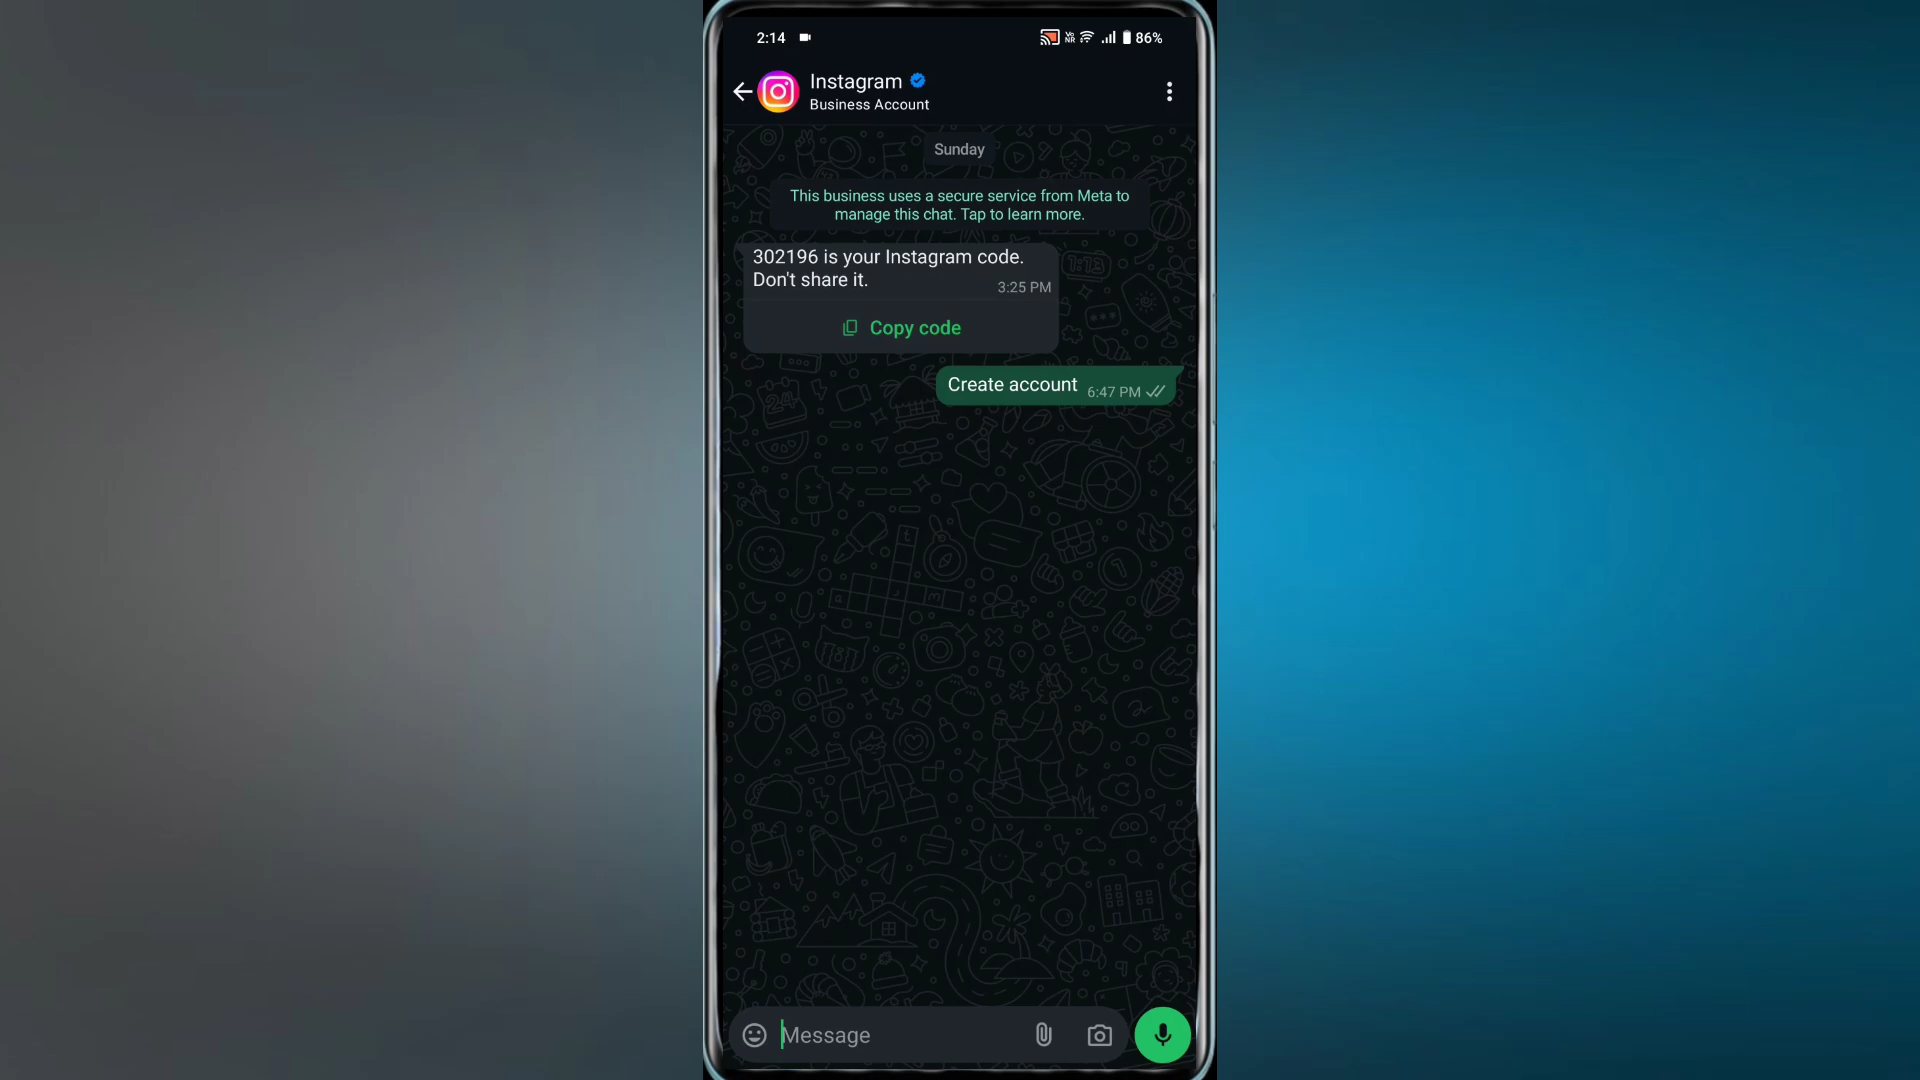 2:14
Vo NR 86%
Instagram
Business Account
Sunday
This business uses a secure service from Meta to
manage this chat. Tap to learn more.
302196 is your Instagram code.
Don't share it.
3:25 PM
Copy code
Create account 6:47 PM
Message